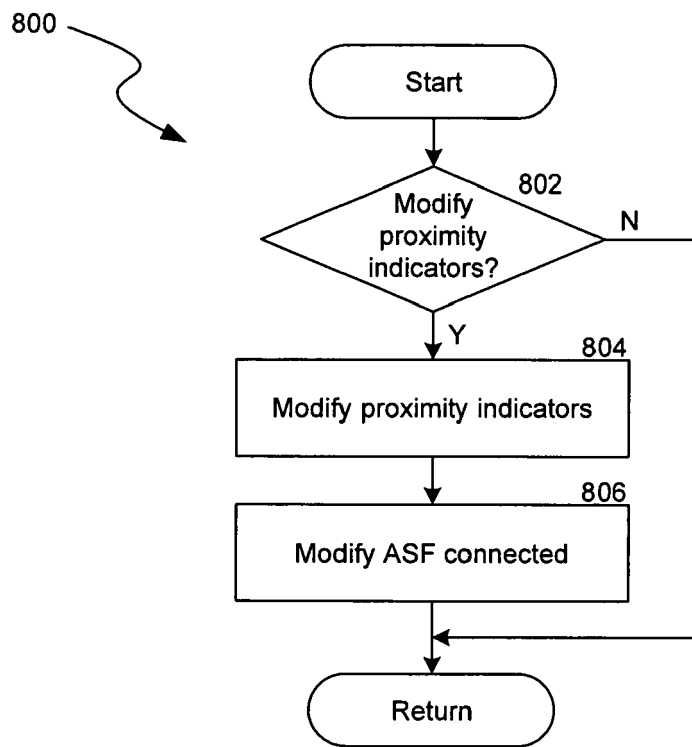 800
Start
802
Modify
proximity
indicators?
N
Y
804
Modify proximity indicators
806
Modify ASF connected
Return